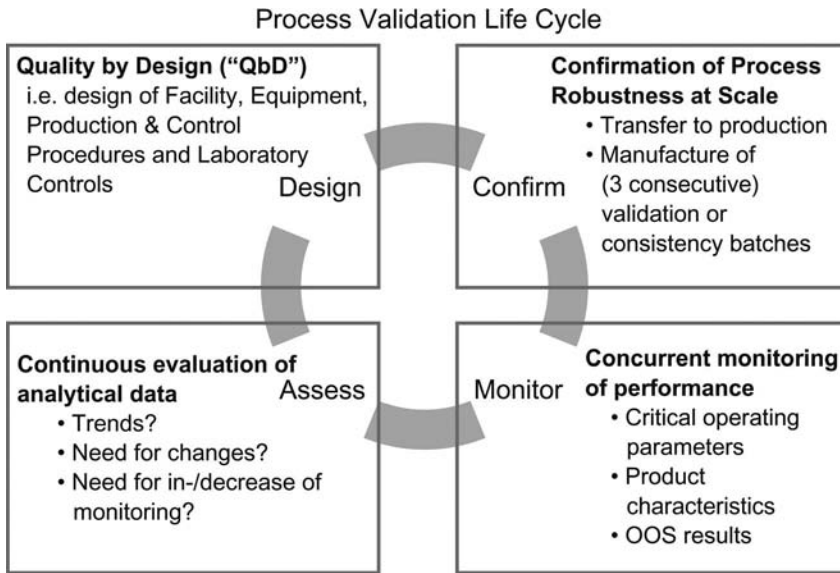 Process Validation Life Cycle
Quality by Design (“QbD”)
i.e. design of Facility, Equipment,
Production & Control
Procedures and Laboratory
Controls
Design
Confirmation of Process
Robustness at Scale
• Transfer to production
• Manufacture of
(3 consecutive)
validation or
consistency batches
Confirm
Continuous evaluation of
analytical data
• Trends?
• Need for changes?
• Need for in-/decrease of
monitoring?
Assess
Monitor
Concurrent monitoring
of performance
• Critical operating
parameters
• Product
characteristics
• OOS results